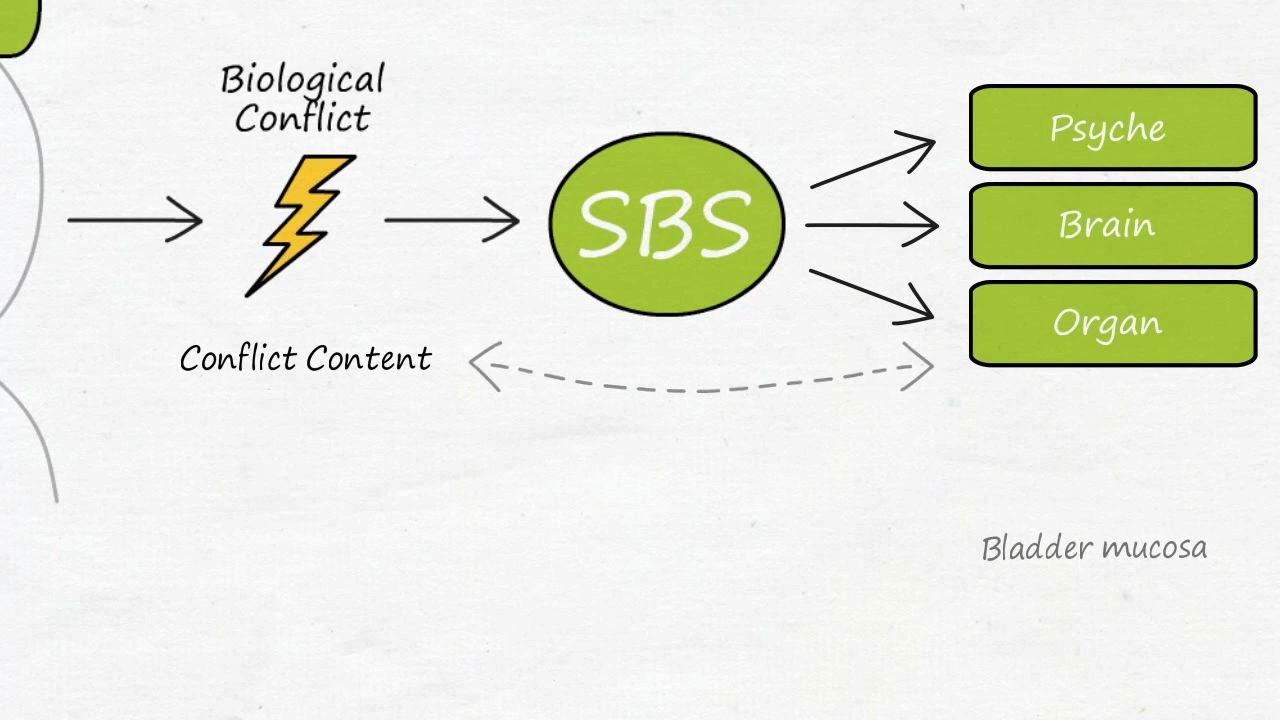 Biological
Conflict
SBS
Psyche
Brain
Organ
Conflict Content
Bladder mucosa